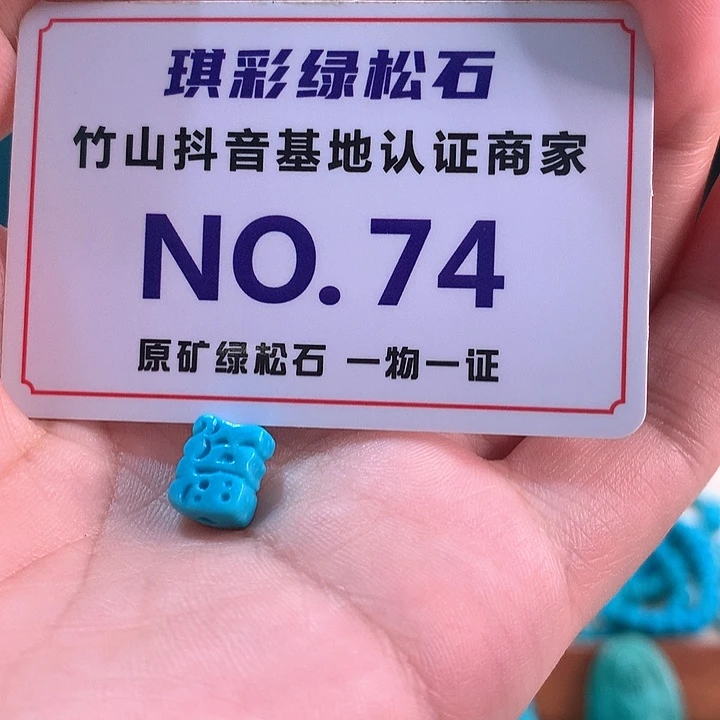 琪彩绿松石
竹山抖音基地认证商家
NO.74
原矿绿松石 一物一证